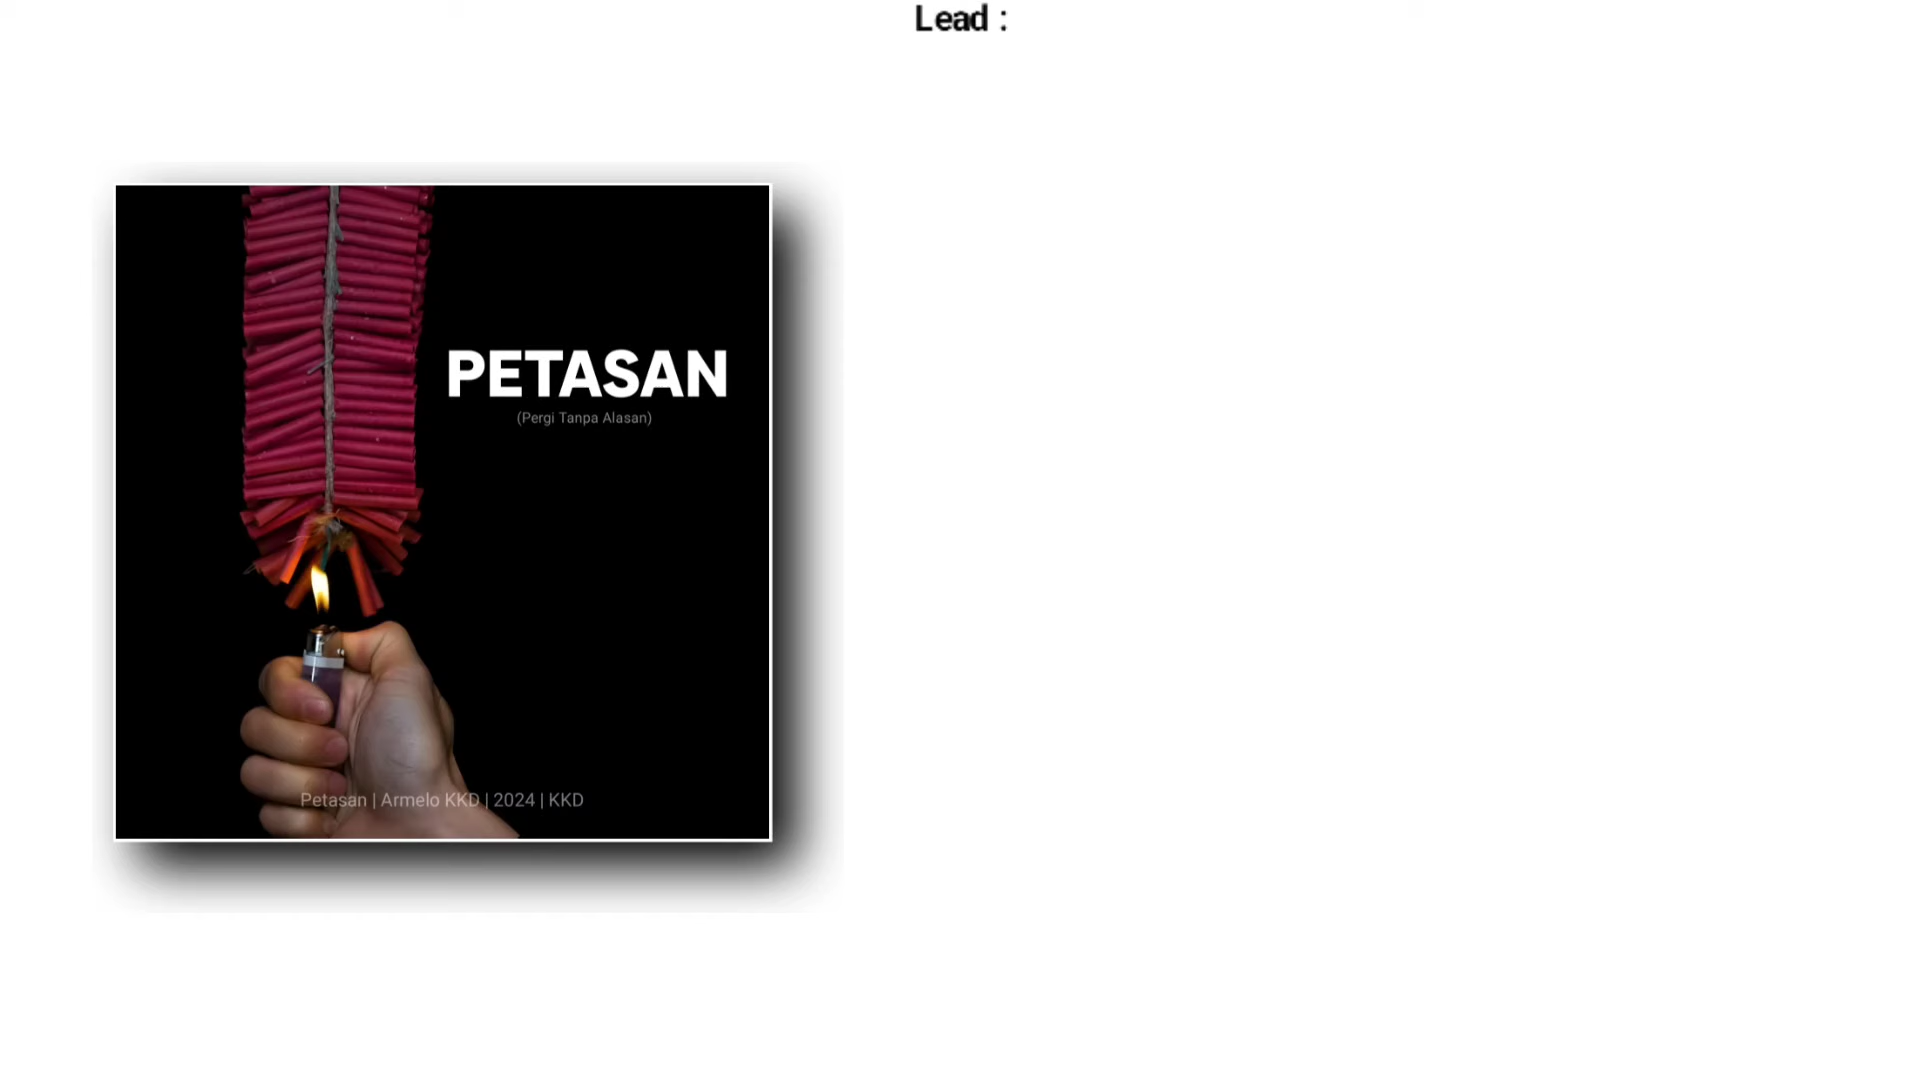 Lead :
PETASAN
(Pergi Tanpa Alasan)
Petasan | Armelo KKD | 2024 | KKD